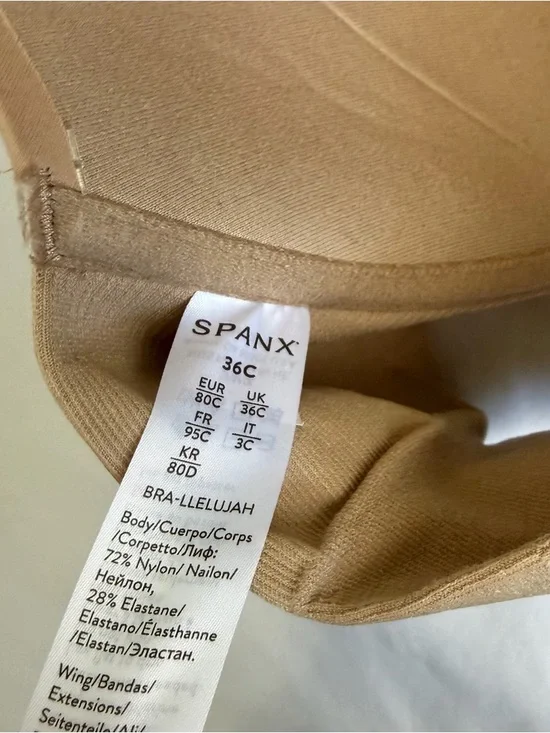 SPANX
36C
EUR UK
80C 36C
FR IT
95C 3C
KR
80D
BRA-LLELUJAH
Body/Cuerpo/Corps
/Corpetto/Лиф:
72% Nylon/ Nailon/
Нейлон,
28% Elastane/
Elastano/Élasthanne
/Elastan/Эластан.
Wing/Bandas/
Extensions/
Seitenteile/Ali/